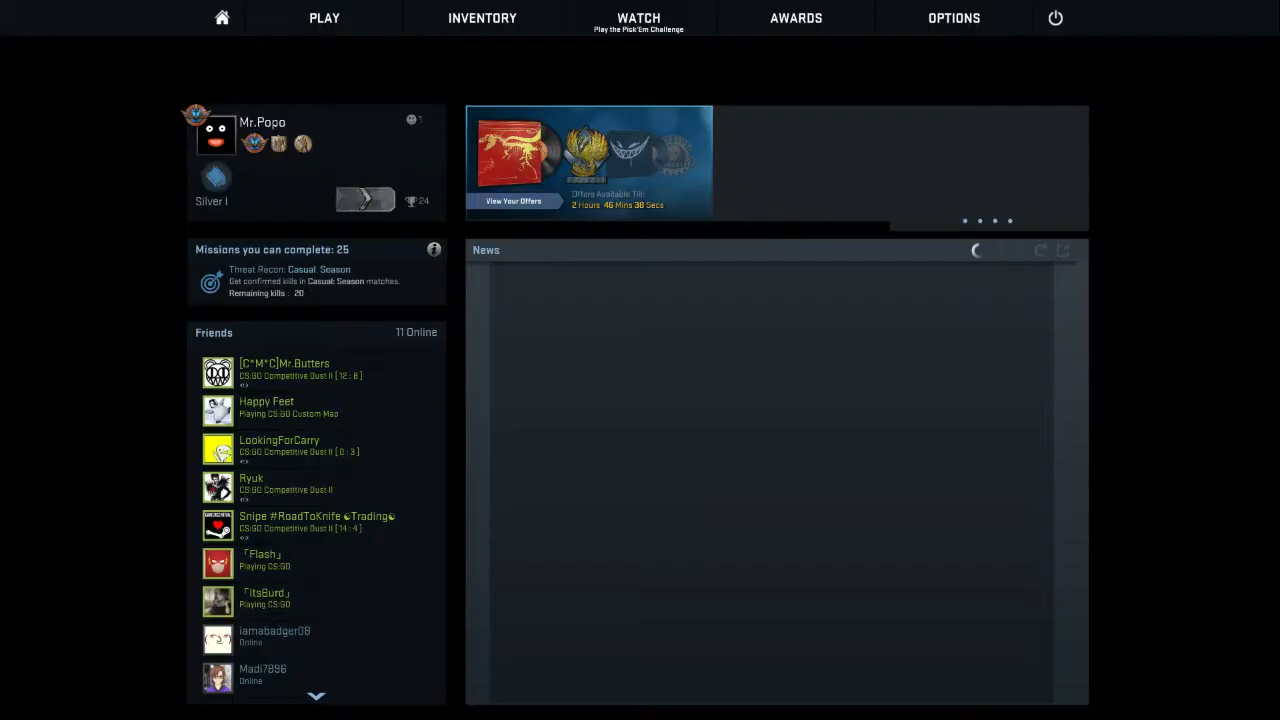 PLAY
INVENTORY
WATCH
Play the Pick'Em Challenge
AWARDS
OPTIONS
Mr.Popo
1
Silver I
24
View Your Offers
Offers Available Till:
2 Hours 46 Mins 38 Secs
Missions you can complete: 25
Threat Recon: Casual, Season
Get confirmed kills in Casual: Season matches.
Remaining kills : 20
News
Friends
11 Online
[C*M*C]Mr.Butters
CS:GO Competitive Dust II [ 12 : 8 ]
Happy Feet
Playing CS:GO Custom Map
LookingForCarry
CS:GO Competitive Dust II [ 0 : 3 ]
Ryuk
CS:GO Competitive Dust II
Snipe #RoadToKnife ☯Trading☯
CS:GO Competitive Dust II [ 14 : 4 ]
「Flash」
Playing CS:GO
「ItsBurd」
Playing CS:GO
iamabadger08
Online
Madi7896
Online